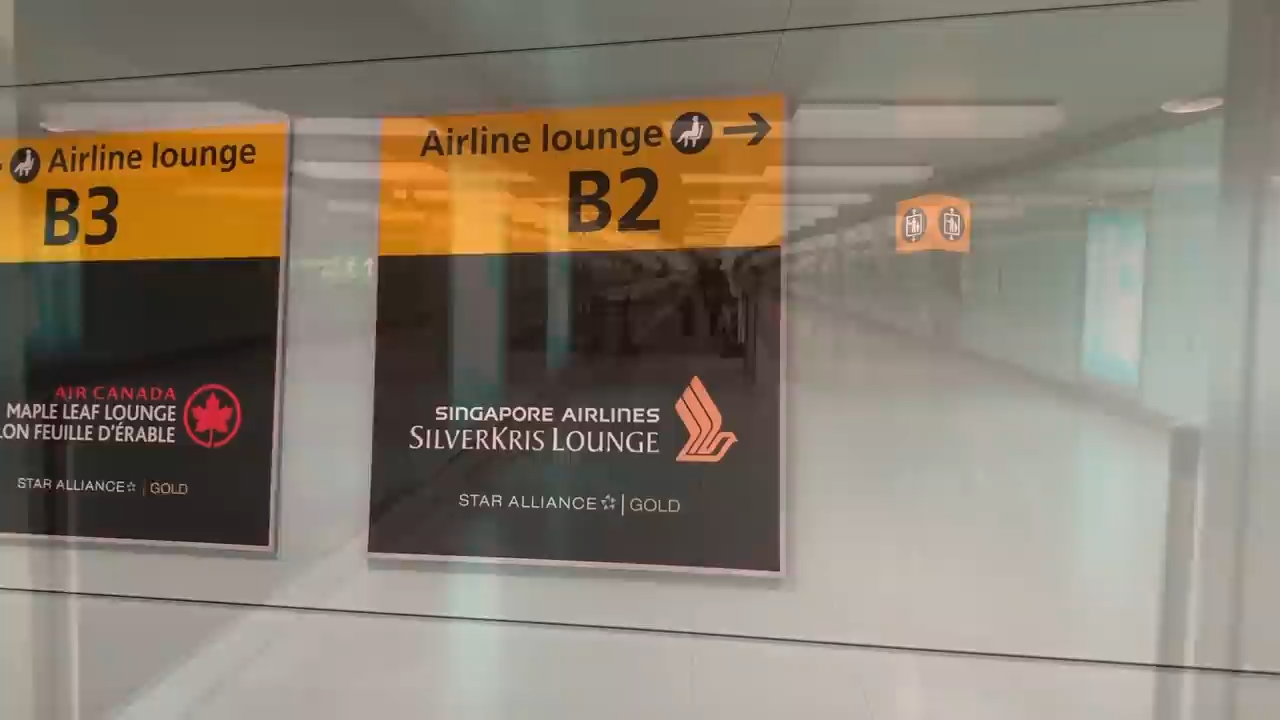 Airline lounge
B3
AIR CANADA
MAPLE LEAF LOUNGE
FEUILLE D'ÉRABLE
STAR ALLIANCE | GOLD
Airline lounge →
B2
SINGAPORE AIRLINES
SILVERKRIS LOUNGE
STAR ALLIANCE | GOLD